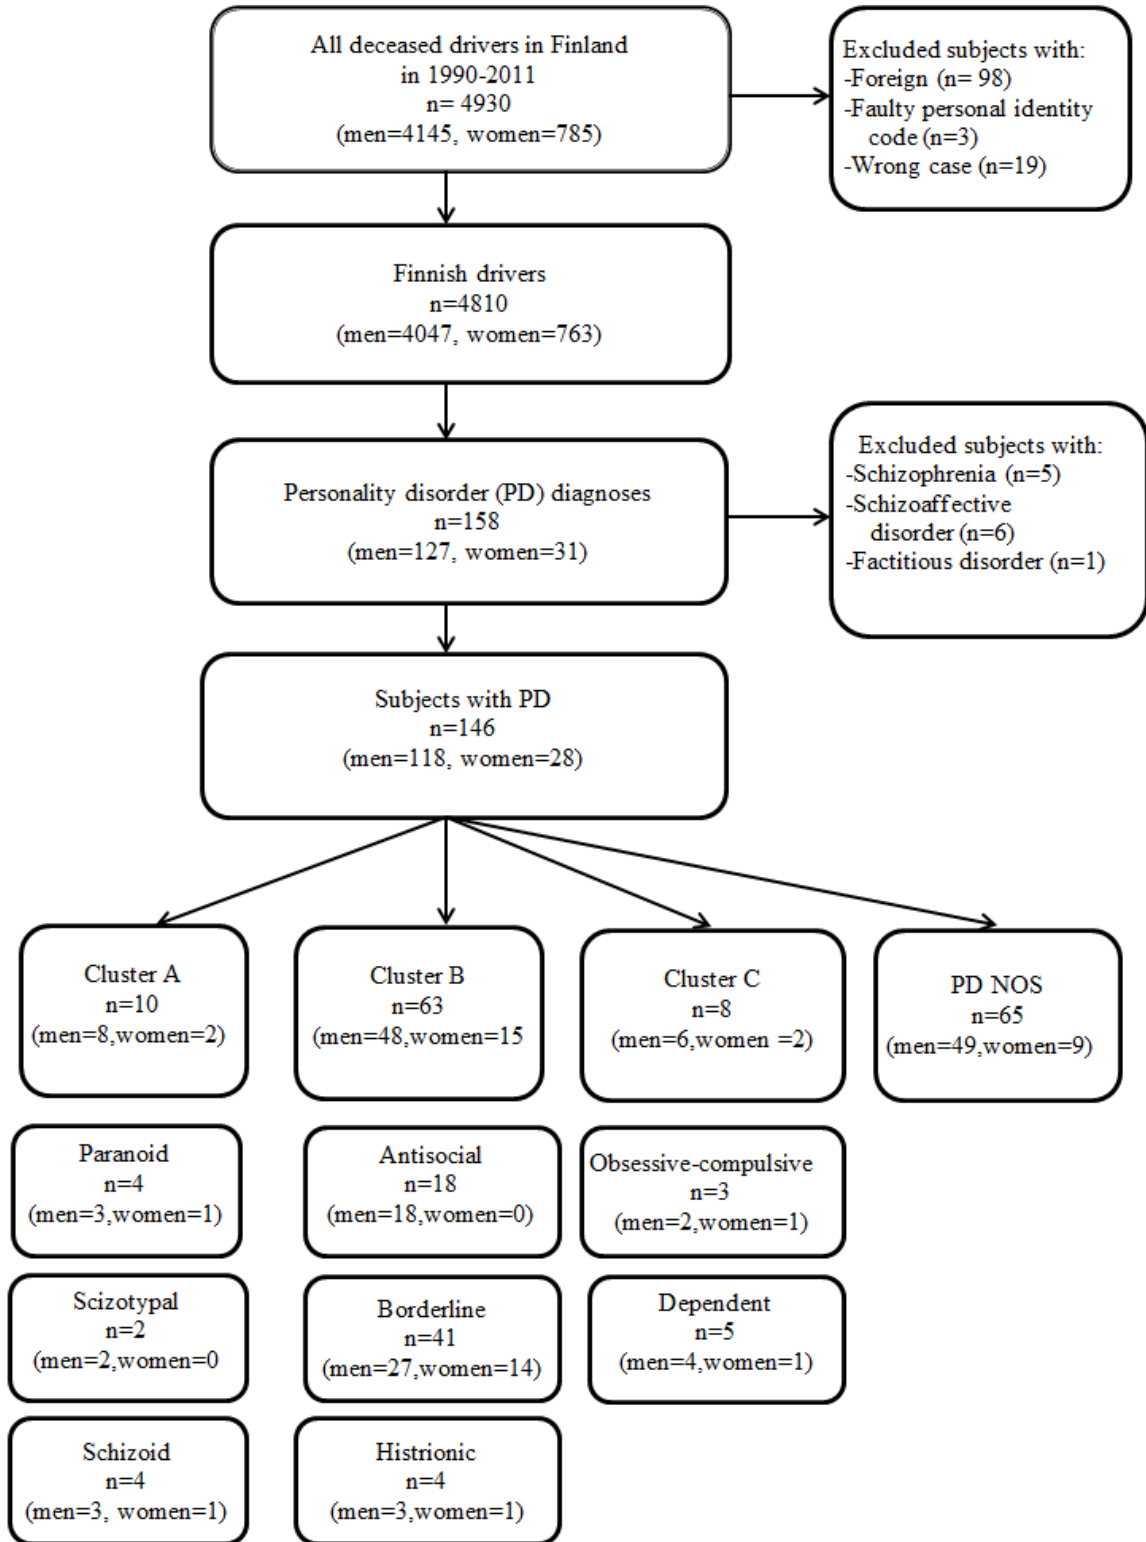 All deceased drivers in Finland
in 1990-2011
n= 4930
(men=4145, women=785)
Excluded subjects with:
-Foreign (n= 98)
-Faulty personal identity
code (n=3)
-Wrong case (n=19)
Finnish drivers
n=4810
(men=4047, women=763)
Personality disorder (PD) diagnoses
n=158
(men=127, women=31)
Excluded subjects with:
-Schizophrenia (n=5)
-Schizoaffective
disorder (n=6)
-Factitious disorder (n=1)
Subjects with PD
n=146
(men=118, women=28)
Cluster A
n=10
(men=8,women=2)
Cluster B
n=63
(men=48,women=15
Cluster C
n=8
(men=6,women =2)
PD NOS
n=65
(men=49,women=9)
Paranoid
n=4
(men=3,women=1)
Antisocial
n=18
(men=18,women=0)
Obsessive-compulsive
n=3
(men=2,women=1)
Scizotypal
n=2
(men=2,women=0
Borderline
n=41
(men=27,women=14)
Dependent
n=5
(men=4,women=1)
Schizoid
n=4
(men=3, women=1)
Histrionic
n=4
(men=3,women=1)